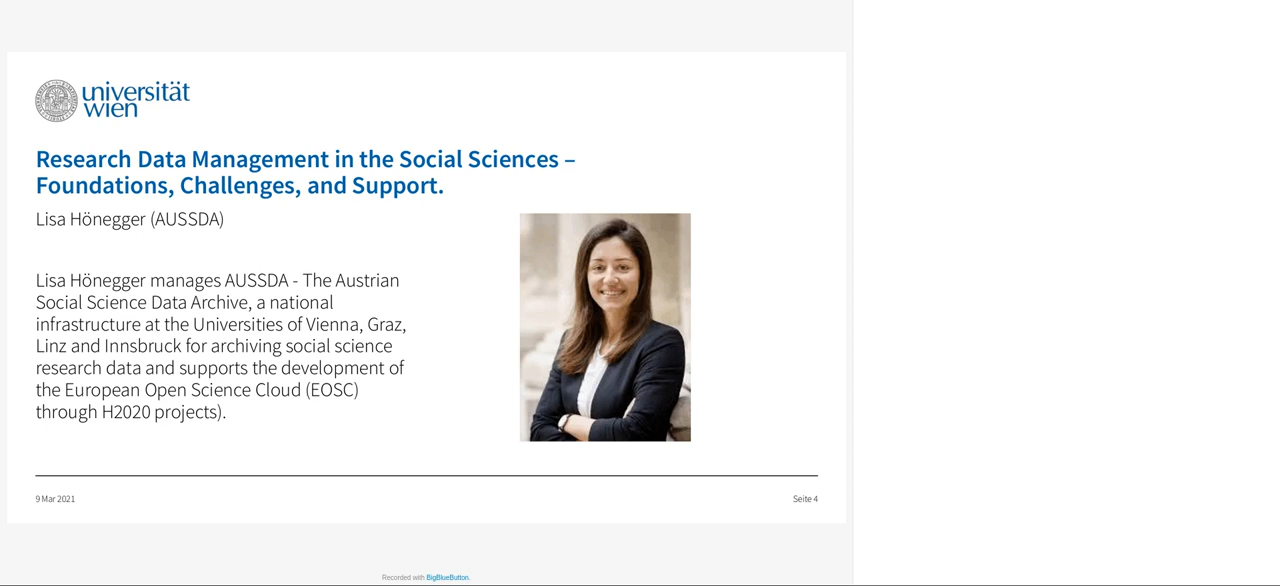 universität
wien
Research Data Management in the Social Sciences –
Foundations, Challenges, and Support.
Lisa Hönegger (AUSSDA)
Lisa Hönegger manages AUSSDA - The Austrian
Social Science Data Archive, a national
infrastructure at the Universities of Vienna, Graz,
Linz and Innsbruck for archiving social science
research data and supports the development of
the European Open Science Cloud (EOSC)
through H2020 projects).
9 Mar 2021
Seite 4
Recorded with BigBlueButton.